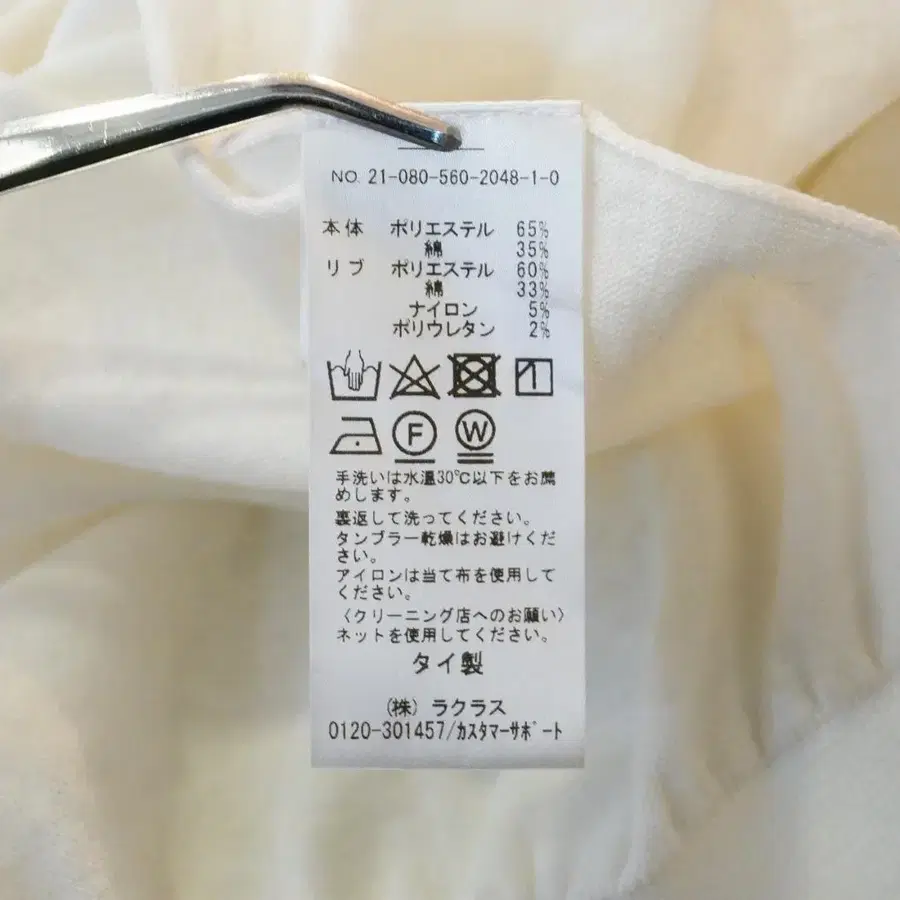 NO. 21-080-560-2048-1-0
本体 ポリエステル 65%
綿 35%
リブ ポリエステル 60%
綿 33%
ナイロン 5%
ポリウレタン 2%
F W
手洗いは水温30℃以下をお薦
めします。
裏返して洗ってください。
タンブラー乾燥はお避けくだ
さい。
アイロンは当て布を使用して
ください。
〈クリーニング店へのお願い〉
ネットを使用してください。
タイ製
(株) ラクラス
0120-301457/ｶｽﾀﾏｰｻﾎﾟｰﾄ